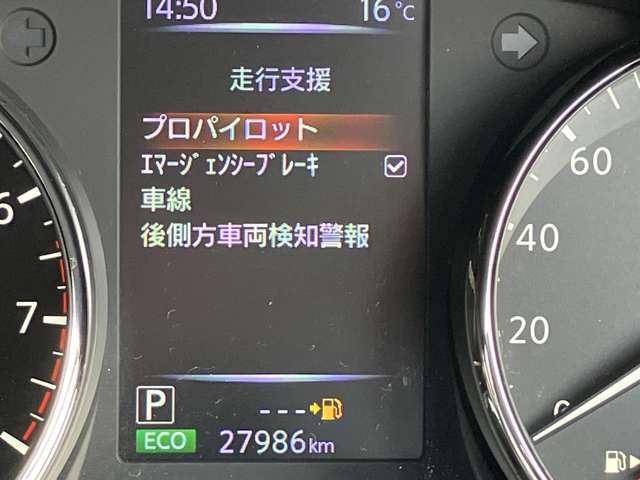 14:50 16℃
走行支援
プロパイロット
ｴﾏｰｼﾞｪﾝｼｰﾌﾞﾚｰｷ
車線
後側方車両検知警報
P ---
ECO 27986km
6
7
60
40
20
0